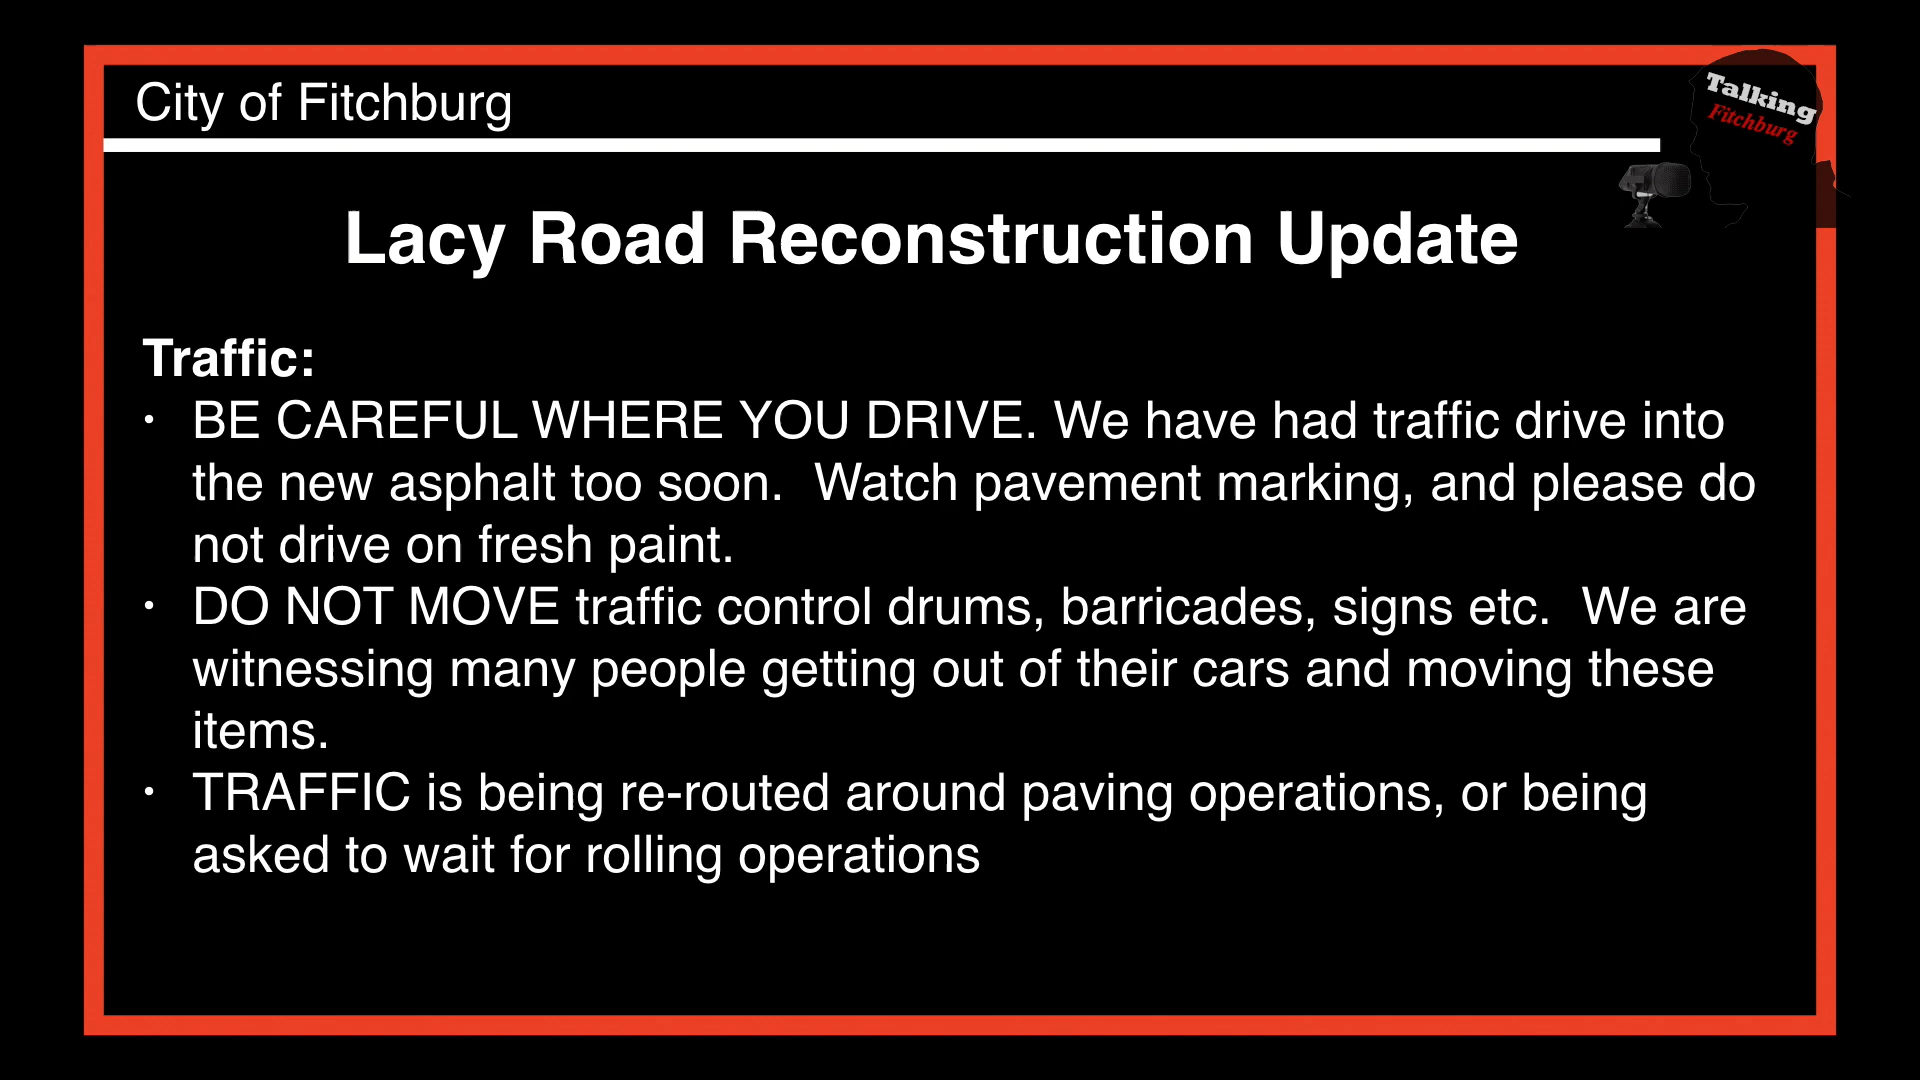 City of Fitchburg
Talking
Fitchburg
Lacy Road Reconstruction Update
Traffic:
• BE CAREFUL WHERE YOU DRIVE. We have had traffic drive into
the new asphalt too soon.  Watch pavement marking, and please do
not drive on fresh paint.
• DO NOT MOVE traffic control drums, barricades, signs etc.  We are
witnessing many people getting out of their cars and moving these
items.
• TRAFFIC is being re-routed around paving operations, or being
asked to wait for rolling operations